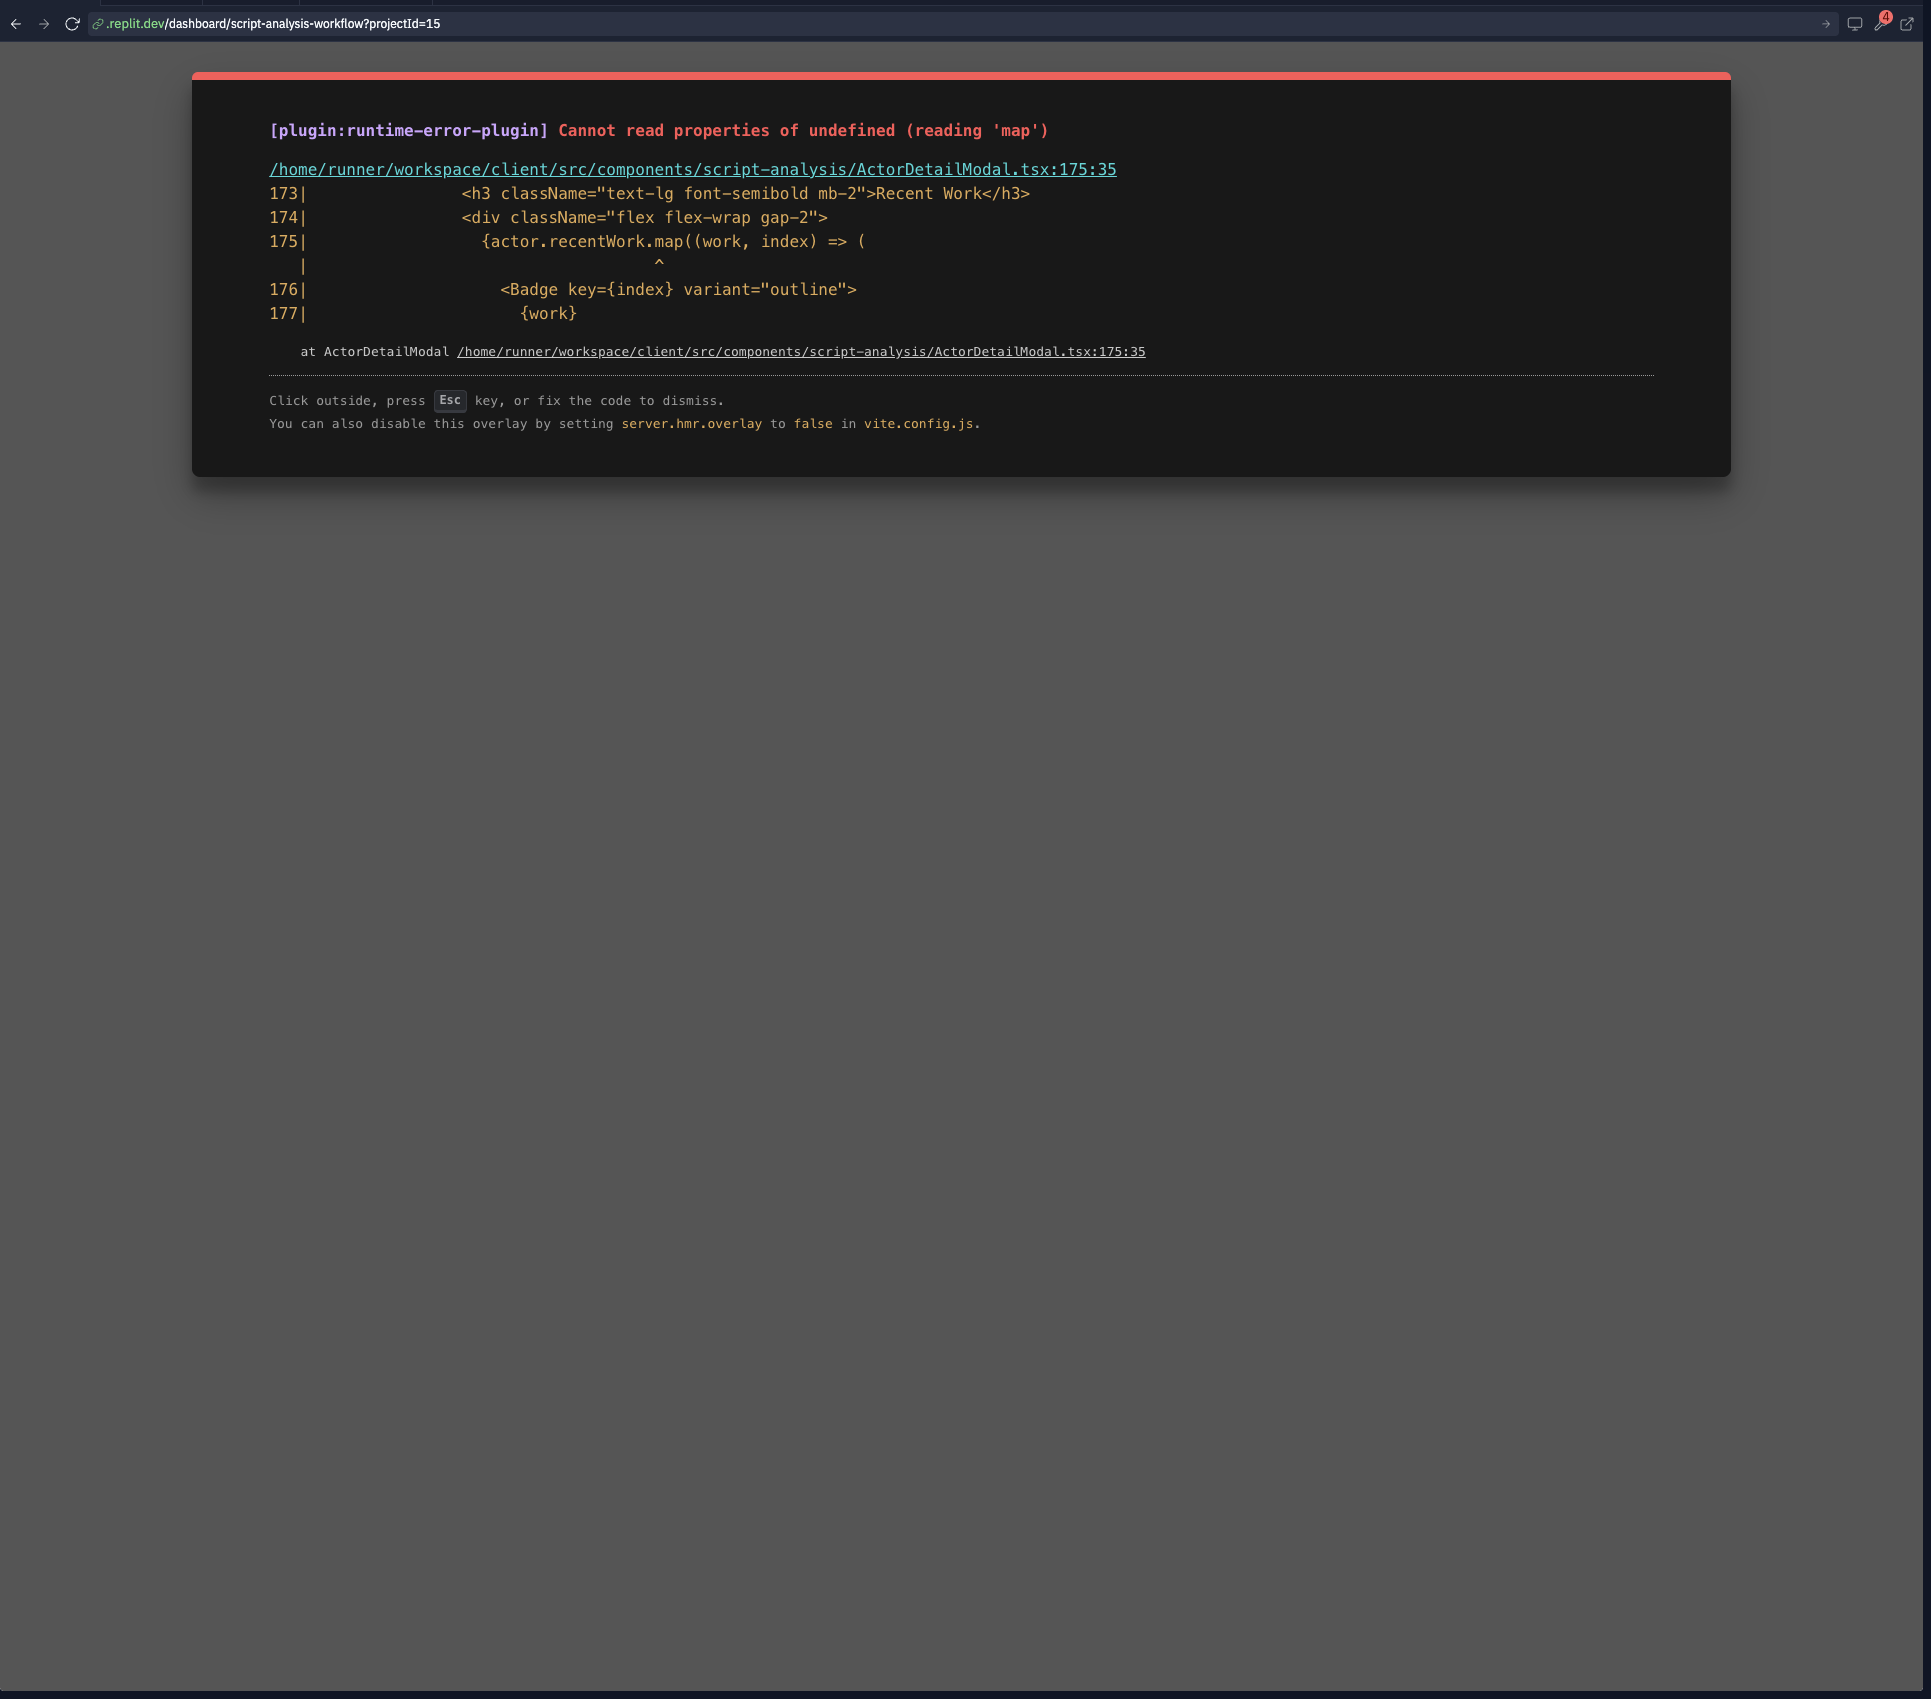 .replit.dev/dashboard/script-analysis-workflow?projectId=15
4
[plugin:runtime-error-plugin] Cannot read properties of undefined (reading 'map')
/home/runner/workspace/client/src/components/script-analysis/ActorDetailModal.tsx:175:35
173|                <h3 className="text-lg font-semibold mb-2">Recent Work</h3>
174|                <div className="flex flex-wrap gap-2">
175|                  {actor.recentWork.map((work, index) => (
   |                                    ^
176|                    <Badge key={index} variant="outline">
177|                      {work}
at ActorDetailModal /home/runner/workspace/client/src/components/script-analysis/ActorDetailModal.tsx:175:35
Click outside, press Esc key, or fix the code to dismiss.
You can also disable this overlay by setting server.hmr.overlay to false in vite.config.js.